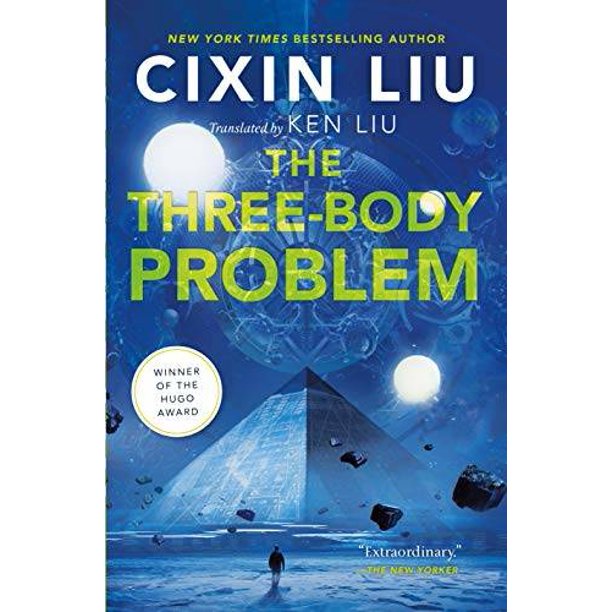 NEW YORK TIMES BESTSELLING AUTHOR
CIXIN LIU
Translated by KEN LIU
THE
THREE-BODY
PROBLEM
WINNER
OF THE
HUGO
AWARD
“Extraordinary.”
—THE NEW YORKER